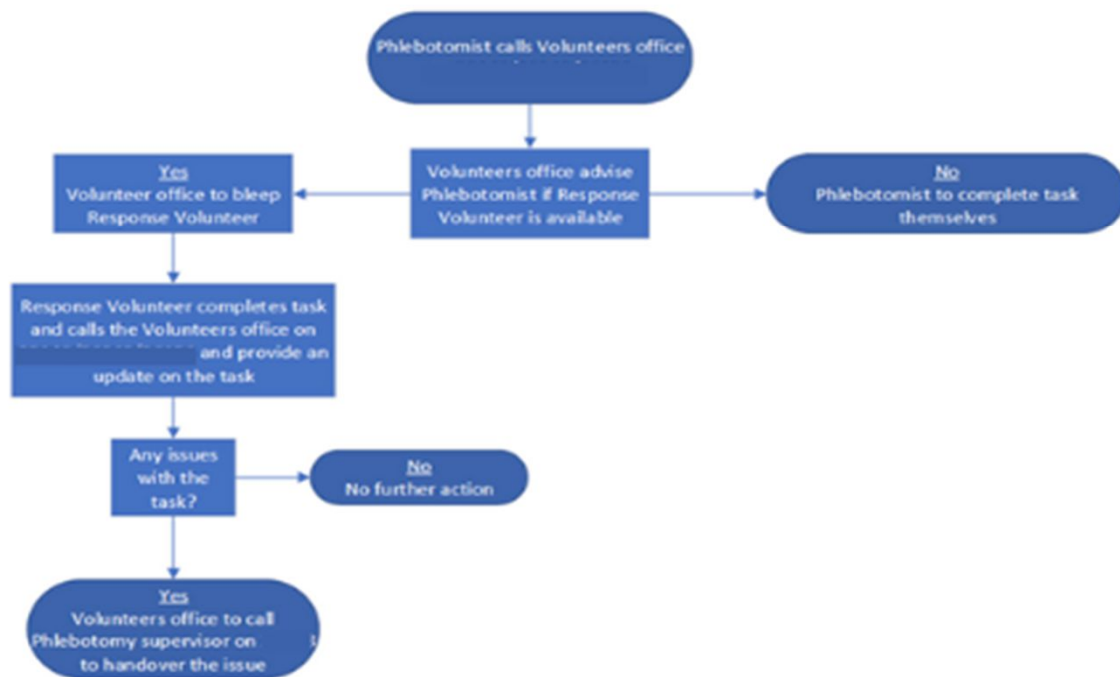 Phlebotomist calls Volunteers office
Yes
Volunteer office to bleep
Response Volunteer
Volunteers office advise
Phlebotomist if Response
Volunteer is available
No
Phlebotomist to complete task
themselves
Response Volunteer completes task
and calls the Volunteers office on
and provide an
update on the task
Any issues
with the
task?
No
No further action
Yes
Volunteers office to call
Phlebotomy supervisor on
to handover the issue